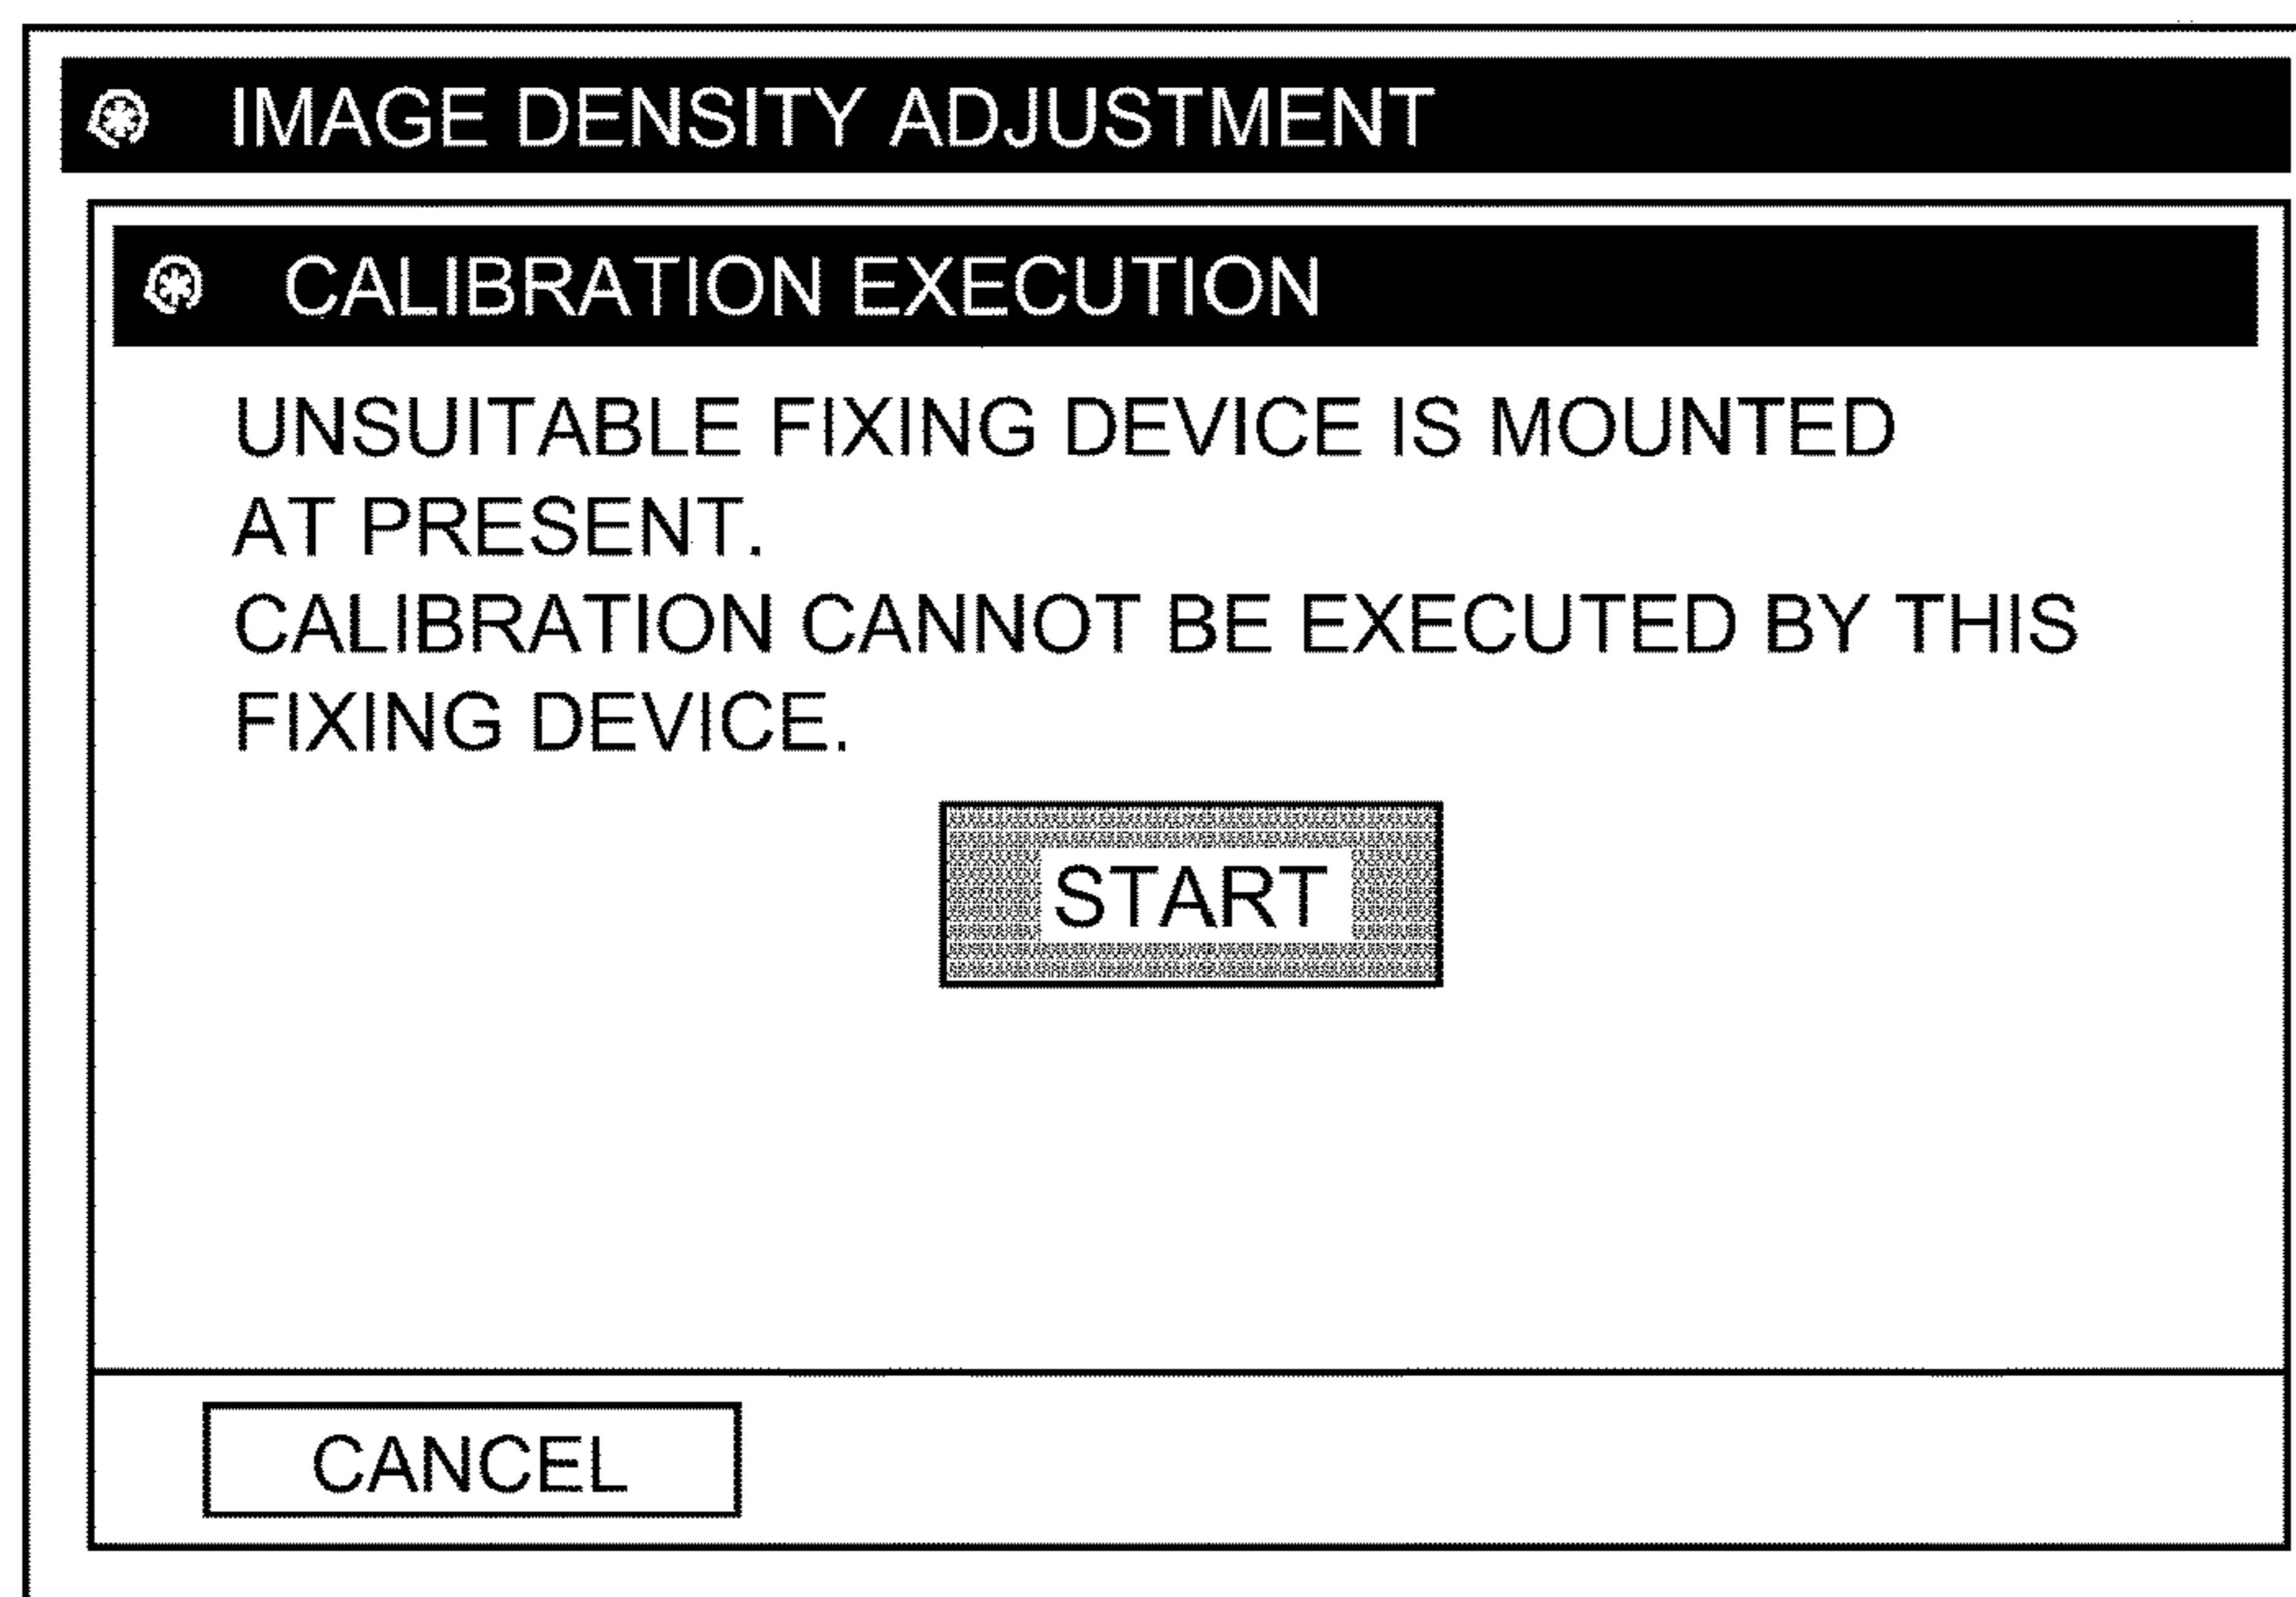 IMAGE DENSITY ADJUSTMENT
CALIBRATION EXECUTION
UNSUITABLE FIXING DEVICE IS MOUNTED
AT PRESENT.
CALIBRATION CANNOT BE EXECUTED BY THIS
FIXING DEVICE.
START
CANCEL